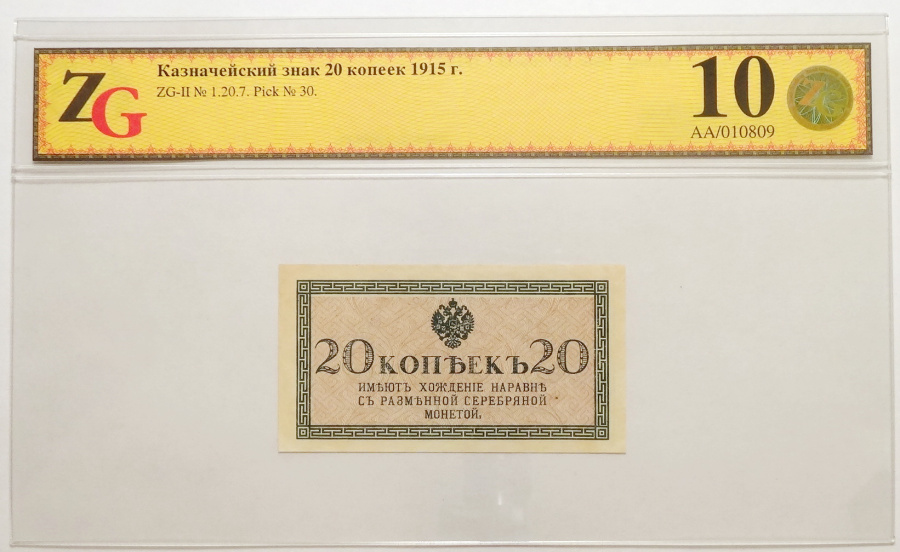 ZG
Казначейский знак 20 копеек 1915 г.
ZG-II № 1.20.7. Pick № 30.
10
АА/010809
20 КОПѢЕКЪ 20
ИМѢЮТЪ ХОЖДЕНІЕ НАРАВНѢ
СЪ РАЗМѢННОЙ СЕРЕБРЯНОЙ
МОНЕТОЙ.